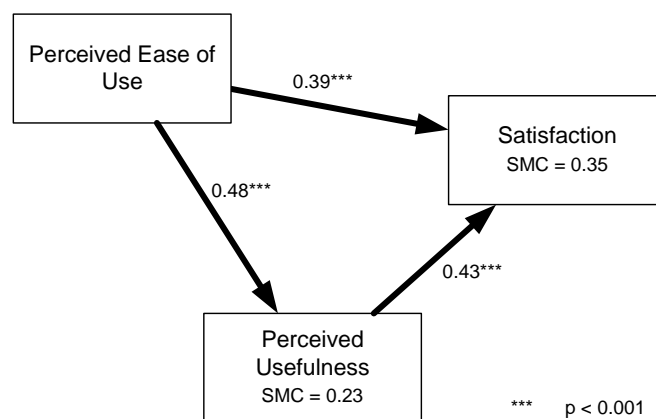 Perceived Ease of
Use
0.39***
Satisfaction
SMC = 0.35
0.48***
0.43***
Perceived
Usefulness
SMC = 0.23
*** p < 0.001